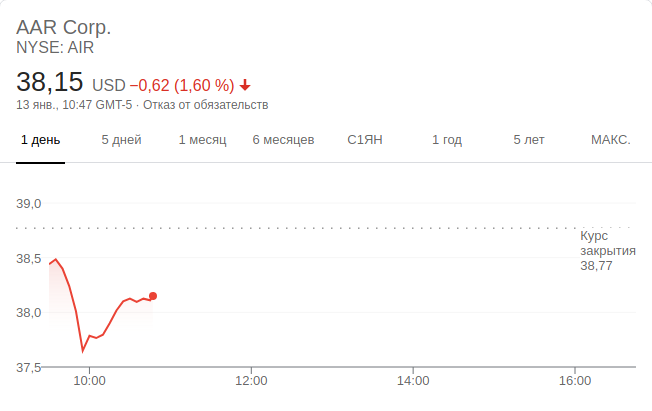 AAR Corp.
NYSE: AIR
38,15 USD −0,62 (1,60 %)
13 янв., 10:47 GMT-5 · Отказ от обязательств
1 день 5 дней 1 месяц 6 месяцев С1ЯН 1 год 5 лет МАКС.
39,0
Курс
закрытия
38,77
38,5
38,0
37,5
10:00 12:00 14:00 16:00